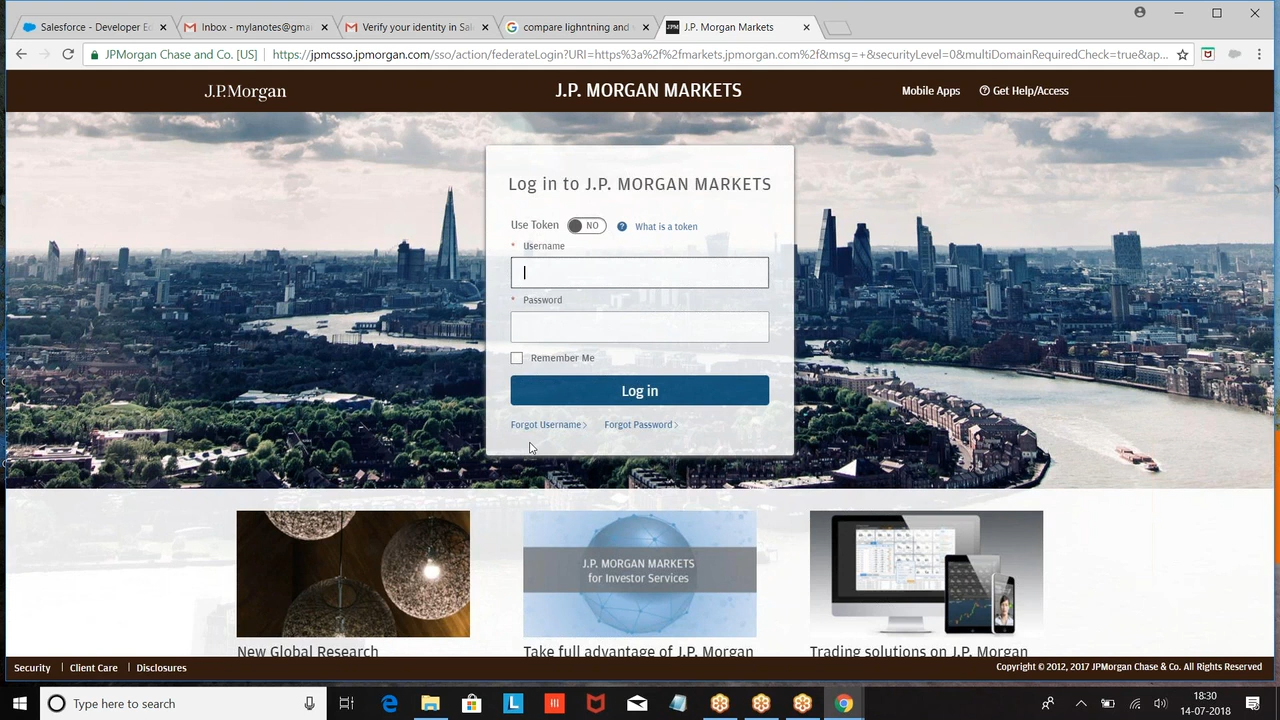 Salesforce - Developer Ec
Inbox - mylanotes@gmai
Verify your identity in Sal
compare lighntning and v
JPM J.P. Morgan Markets
JPMorgan Chase and Co. [US] https://jpmcsso.jpmorgan.com/sso/action/federateLogin?URI=https%3a%2f%2fmarkets.jpmorgan.com%2f&msg=+&securityLevel=0&multiDomainRequiredCheck=true&ap...
J.P.Morgan
J.P. MORGAN MARKETS
Mobile Apps
Get Help/Access
Log in to J.P. MORGAN MARKETS
Use Token NO ? What is a token
* Username
* Password
Remember Me
Log in
Forgot Username> Forgot Password>
J.P. MORGAN MARKETS
for Investor Services
New Global Research
Take full advantage of J.P. Morgan
Trading solutions on J.P. Morgan
Security | Client Care | Disclosures
Copyright © 2012, 2017 JPMorgan Chase & Co. All Rights Reserved
Type here to search
18:30
14-07-2018